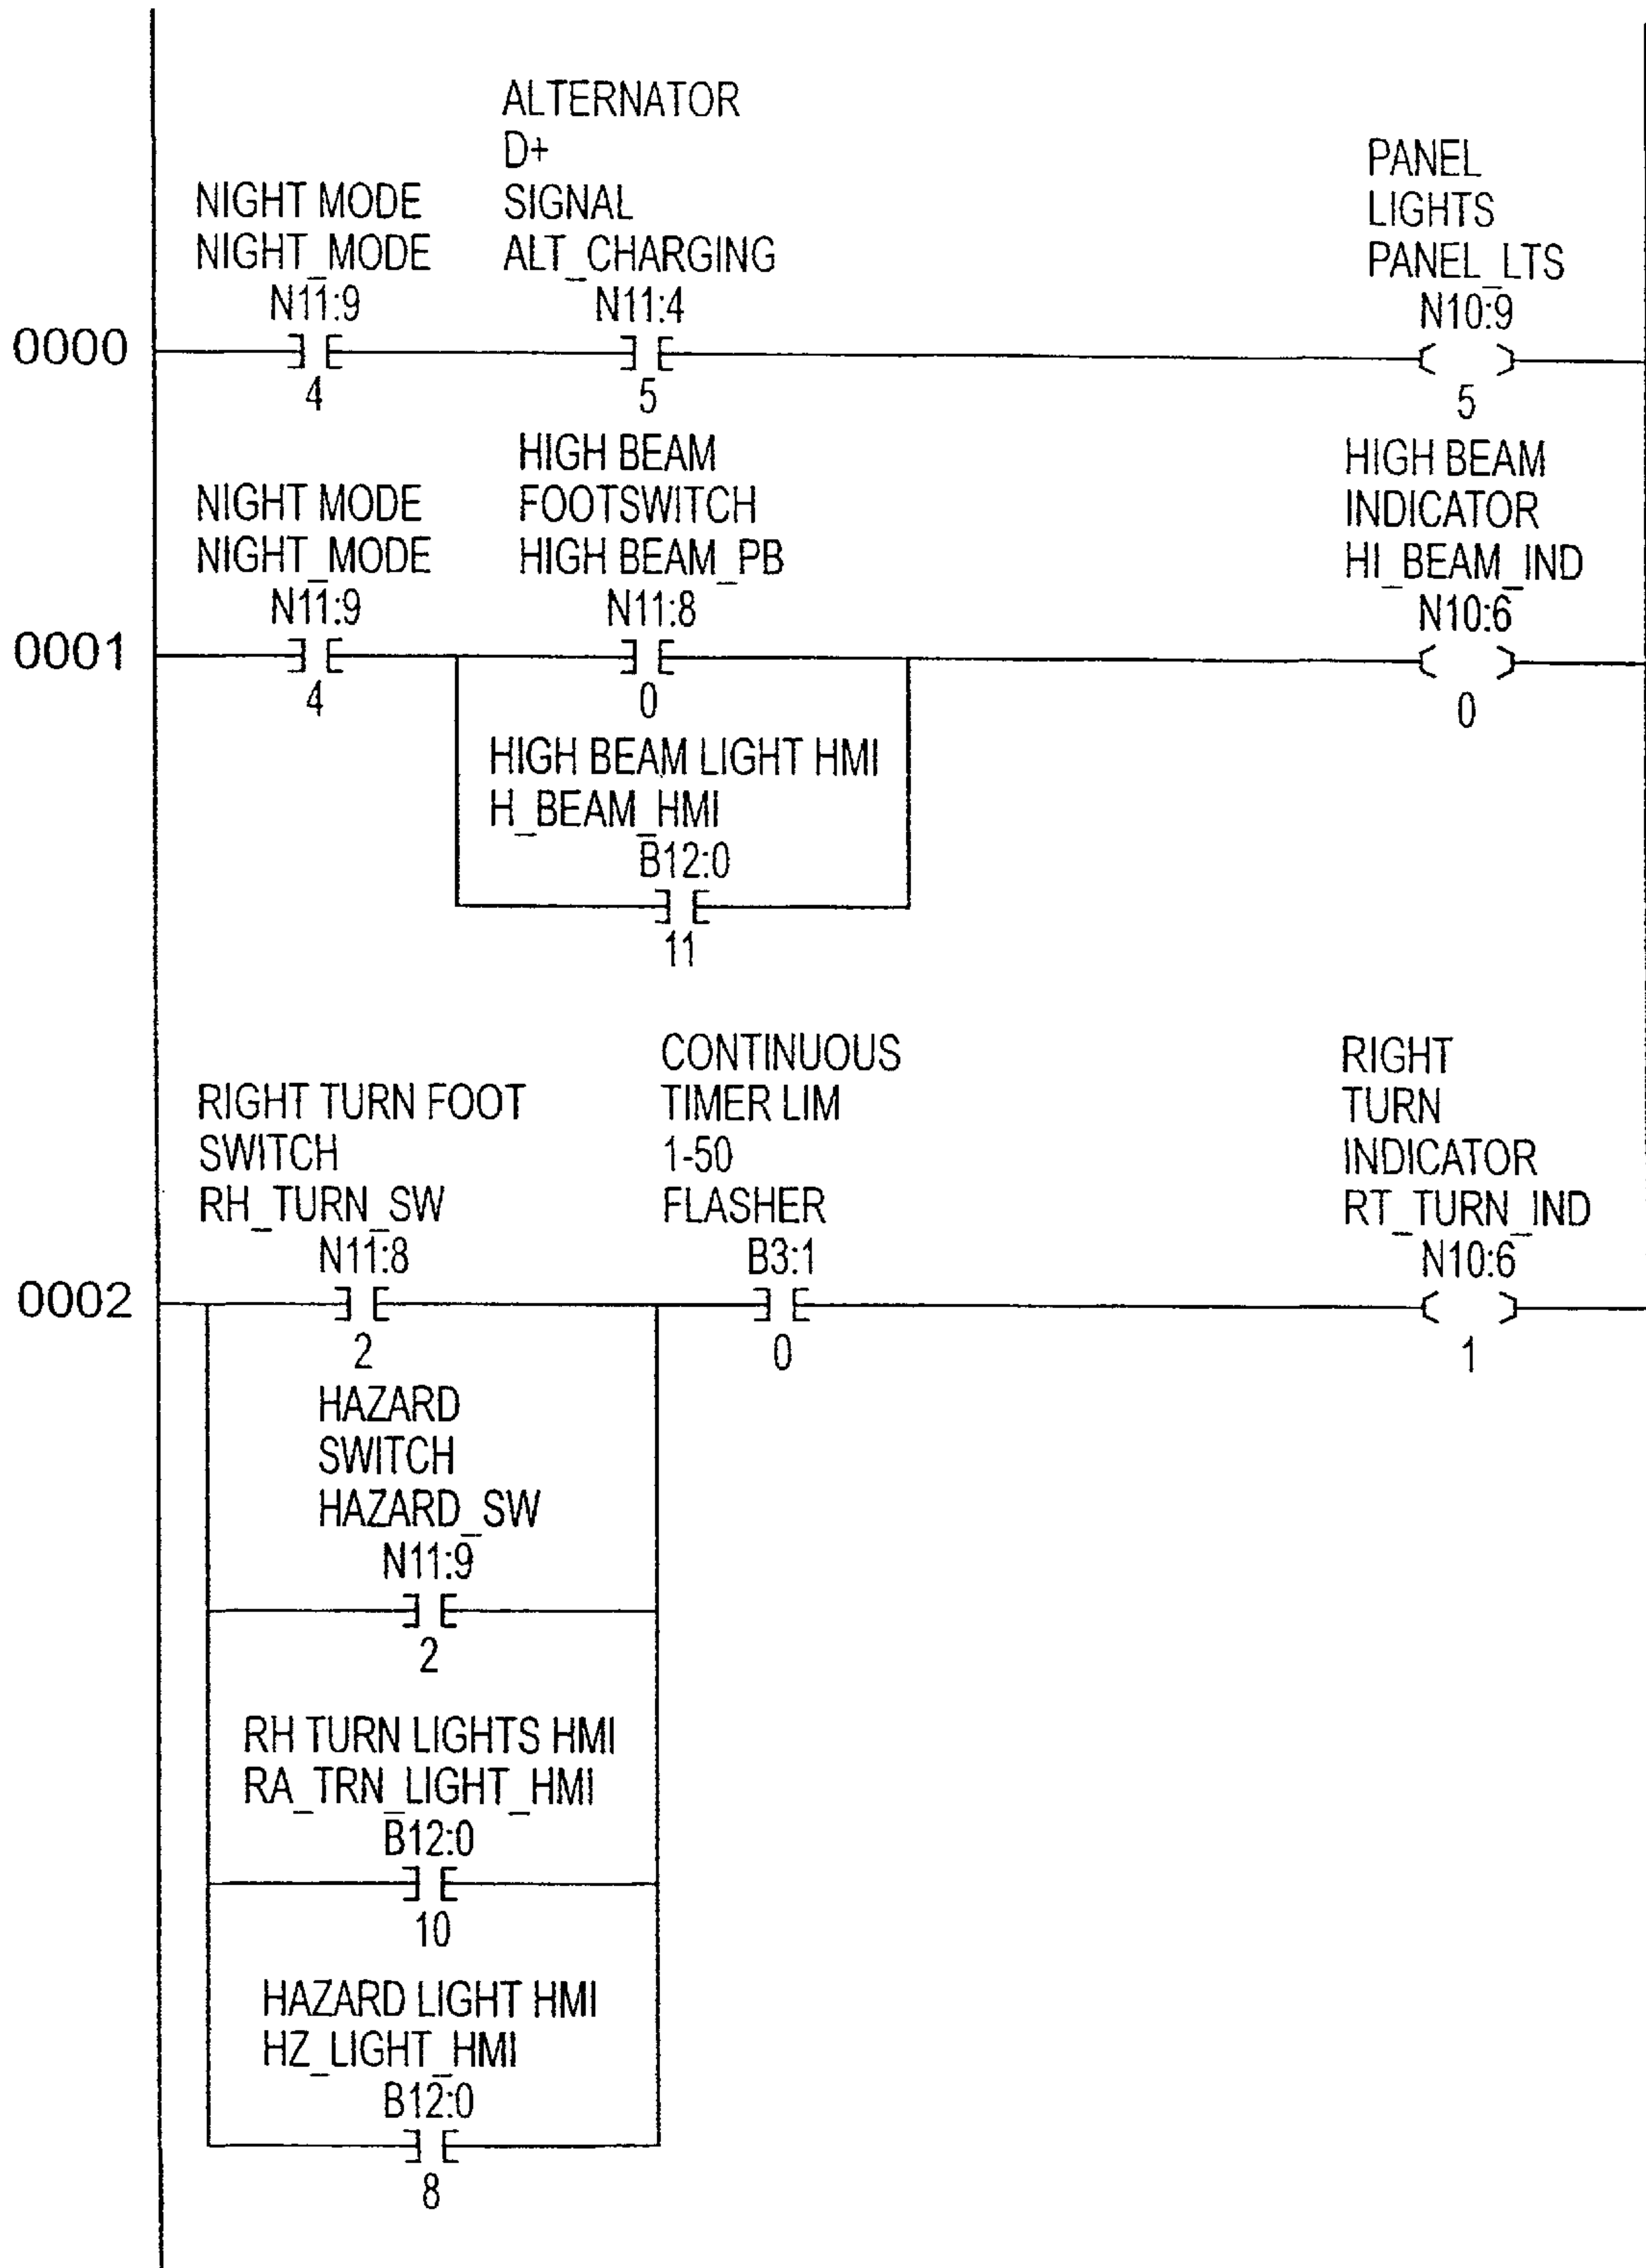 ALTERNATOR
D+
SIGNAL
ALT_CHARGING
N11:4
PANEL
LIGHTS
PANEL_LTS
N10:9
NIGHT MODE
NIGHT_MODE
N11:9
0000
4
5
5
NIGHT MODE
NIGHT_MODE
N11:9
HIGH BEAM
FOOTSWITCH
HIGH BEAM_PB
N11:8
HIGH BEAM
INDICATOR
HI_BEAM_IND
N10:6
0001
4
0
0
HIGH BEAM LIGHT HMI
H_BEAM_HMI
B12:0
11
RIGHT TURN FOOT
SWITCH
RH_TURN_SW
N11:8
CONTINUOUS
TIMER LIM
1-50
FLASHER
B3:1
RIGHT
TURN
INDICATOR
RT_TURN_IND
N10:6
0002
2
0
1
HAZARD
SWITCH
HAZARD_SW
N11:9
2
RH TURN LIGHTS HMI
RA_TRN_LIGHT_HMI
B12:0
10
HAZARD LIGHT HMI
HZ_LIGHT_HMI
B12:0
8